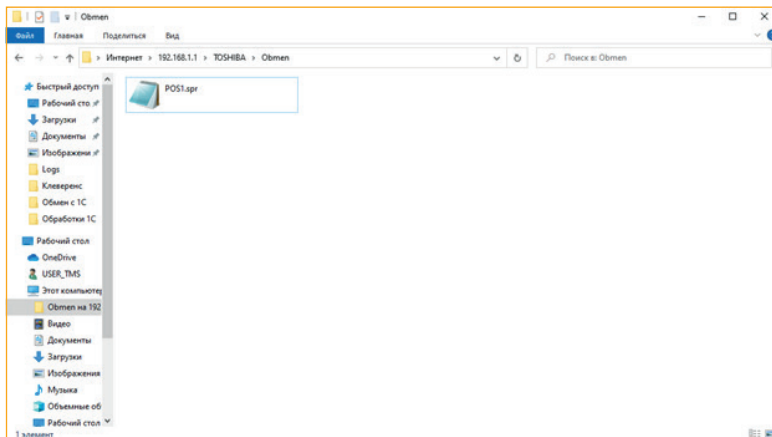 Obmen
Файл Главная Поделиться Вид
Интернет > 192.168.1.1 > TOSHIBA > Obmen
Поиск в: Obmen
POS1.spr
Быстрый доступ
Рабочий сто
Загрузки
Документы
Изображени
Logs
Клеверенс
Обмен с 1С
Обработки 1С
Рабочий стол
OneDrive
USER_TMS
Этот компьютер
Obmen на 192
Видео
Документы
Загрузки
Изображения
Музыка
Объемные об
Рабочий стол
1 элемент